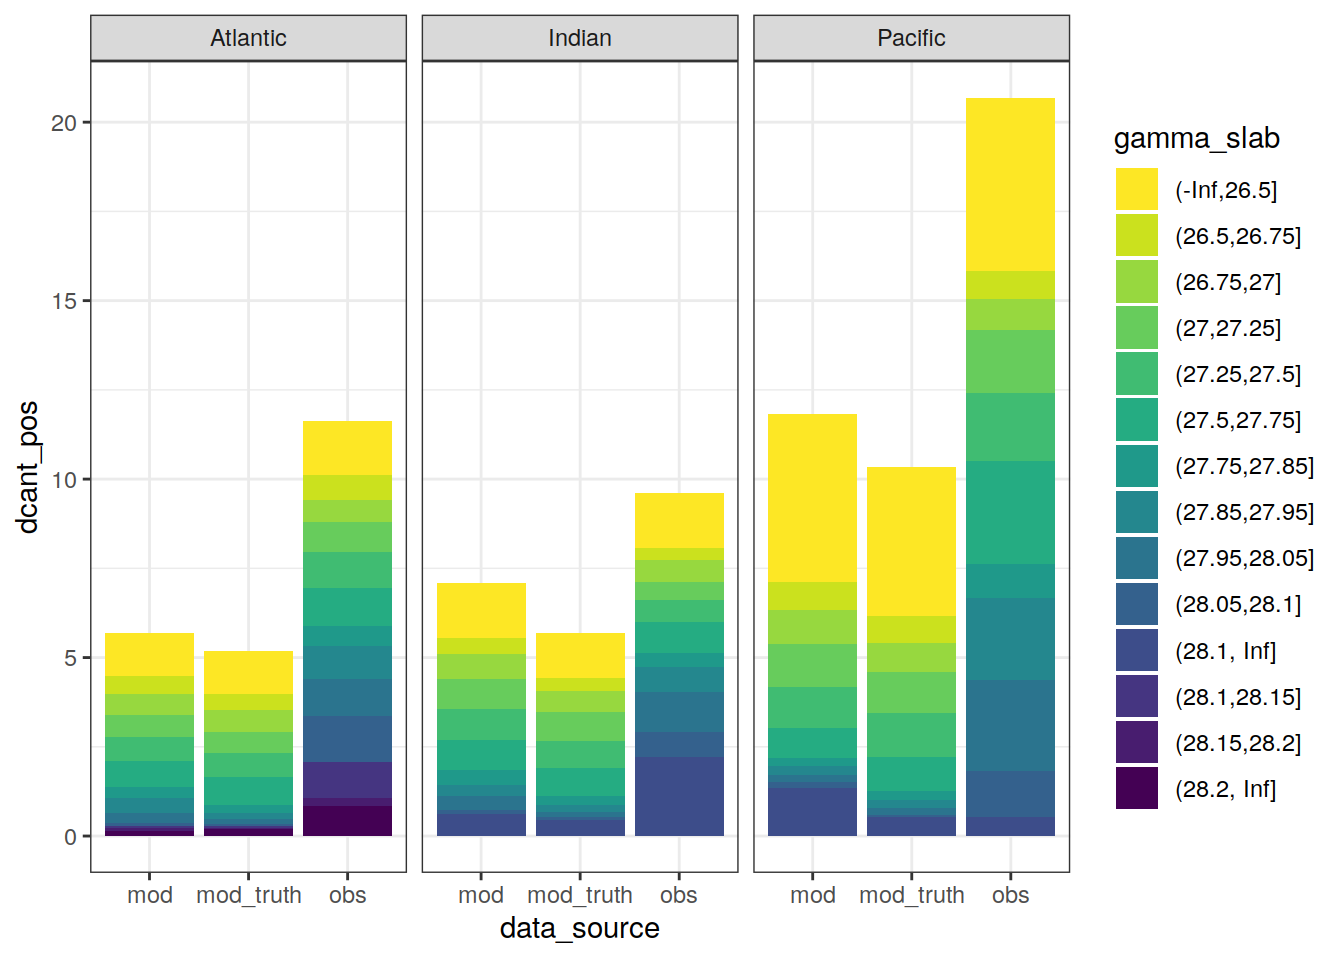 Atlantic
Indian
Pacific
20
15
10
5
0
dcant_pos
mod
mod_truth
obs
mod
mod_truth
obs
mod
mod_truth
obs
data_source
gamma_slab
(-Inf,26.5]
(26.5,26.75]
(26.75,27]
(27,27.25]
(27.25,27.5]
(27.5,27.75]
(27.75,27.85]
(27.85,27.95]
(27.95,28.05]
(28.05,28.1]
(28.1, Inf]
(28.1,28.15]
(28.15,28.2]
(28.2, Inf]